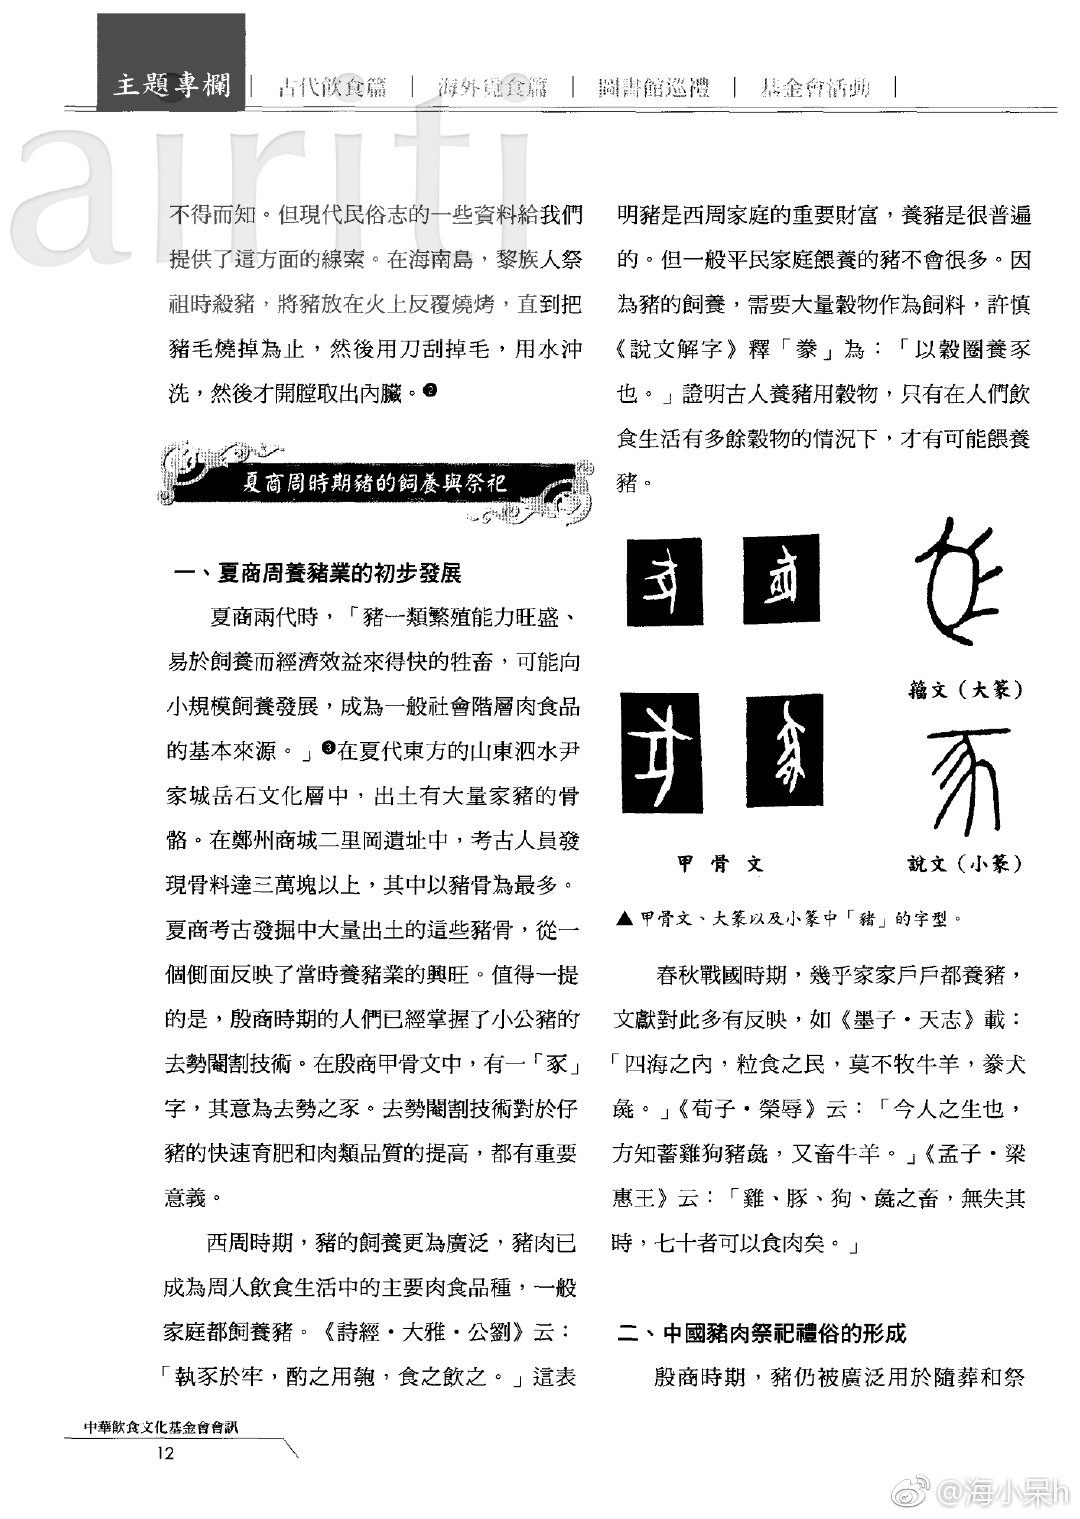 主題專欄 | 古代飲食篇 | 海外覓食篇 | 圖書館巡禮 | 基金會活動 |
airiti
不得而知。但現代民俗志的一些資料給我們
提供了這方面的線索。在海南島，黎族人祭
祖時殺豬，將豬放在火上反覆燒烤，直到把
豬毛燒掉為止，然後用刀刮掉毛，用水沖
洗，然後才開膛取出內臟。❷
夏商周時期豬的飼養與祭祀
一、夏商周養豬業的初步發展
夏商兩代時，「豬一類繁殖能力旺盛、
易於飼養而經濟效益來得快的牲畜，可能向
小規模飼養發展，成為一般社會階層肉食品
的基本來源。」❸在夏代東方的山東泗水尹
家城岳石文化層中，出土有大量家豬的骨
骼。在鄭州商城二里岡遺址中，考古人員發
現骨料達三萬塊以上，其中以豬骨為最多。
夏商考古發掘中大量出土的這些豬骨，從一
個側面反映了當時養豬業的興旺。值得一提
的是，殷商時期的人們已經掌握了小公豬的
去勢閹割技術。在殷商甲骨文中，有一「豕」
字，其意為去勢之豕。去勢閹割技術對於仔
豬的快速育肥和肉類品質的提高，都有重要
意義。
西周時期，豬的飼養更為廣泛，豬肉已
成為周人飲食生活中的主要肉食品種，一般
家庭都飼養豬。《詩經・大雅・公劉》云：
「執豕於牢，酌之用匏，食之飲之。」這表
明豬是西周家庭的重要財富，養豬是很普遍
的。但一般平民家庭餵養的豬不會很多。因
為豬的飼養，需要大量穀物作為飼料，許慎
《說文解字》釋「豢」為：「以穀圈養豕
也。」證明古人養豬用穀物，只有在人們飲
食生活有多餘穀物的情況下，才有可能餵養
豬。
籀文（大篆）
甲骨文
說文（小篆）
▲甲骨文、大篆以及小篆中「豬」的字型。
春秋戰國時期，幾乎家家戶戶都養豬，
文獻對此多有反映，如《墨子・天志》載：
「四海之內，粒食之民，莫不牧牛羊，豢犬
彘。」《荀子・榮辱》云：「今人之生也，
方知蓄雞狗豬彘，又畜牛羊。」《孟子・梁
惠王》云：「雞、豚、狗、彘之畜，無失其
時，七十者可以食肉矣。」
二、中國豬肉祭祀禮俗的形成
殷商時期，豬仍被廣泛用於隨葬和祭
中華飲食文化基金會會訊
12
@海小呆h